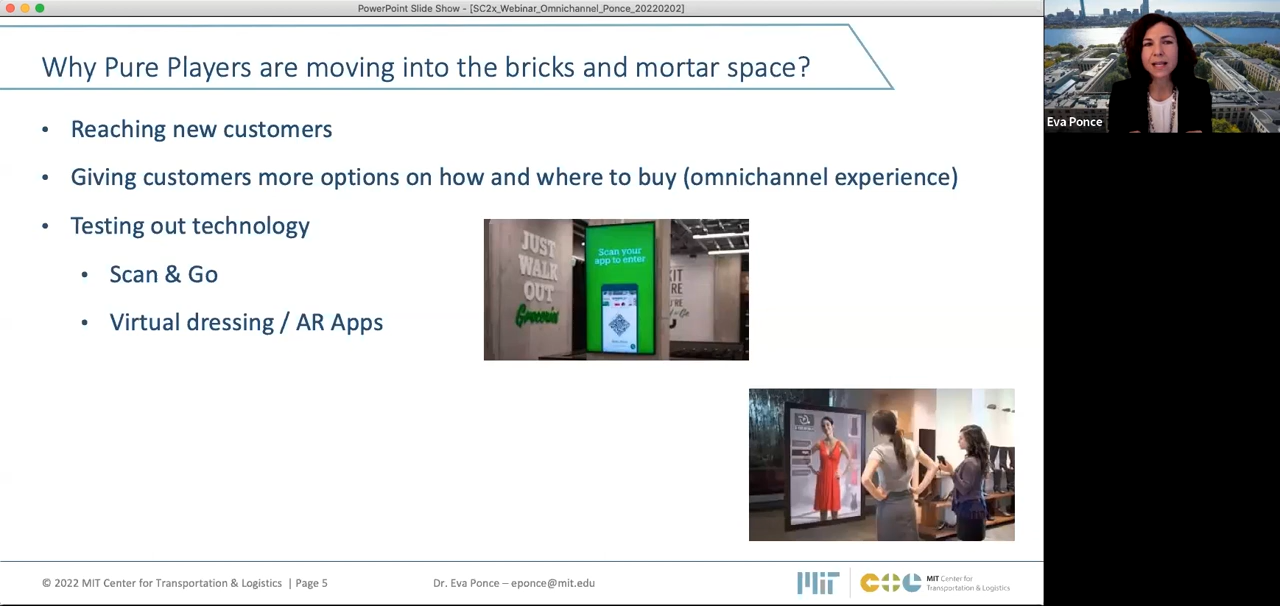 PowerPoint Slide Show - [SC2x_Webinar_Omnichannel_Ponce_20220202]
Why Pure Players are moving into the bricks and mortar space?
• Reaching new customers
• Giving customers more options on how and where to buy (omnichannel experience)
• Testing out technology
• Scan & Go
• Virtual dressing / AR Apps
JUST
WALK
OUT
Groceries
Scan your
app to enter
Eva Ponce
© 2022 MIT Center for Transportation & Logistics | Page 5
Dr. Eva Ponce – eponce@mit.edu
MIT
MIT Center for
Transportation & Logistics